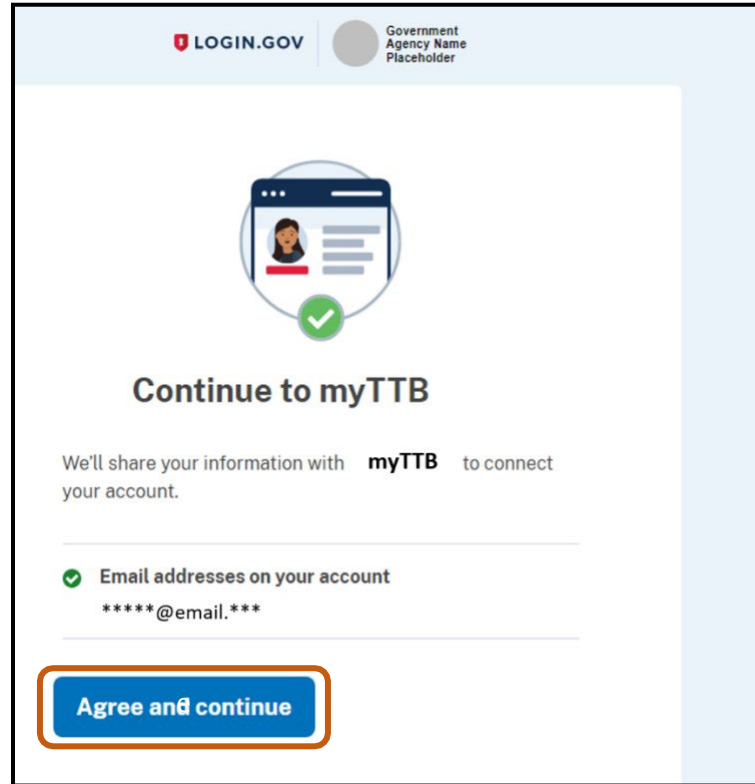 LOGIN.GOV
Government
Agency Name
Placeholder
Continue to myTTB
We'll share your information with myTTB to connect
your account.
Email addresses on your account
*****@email.***
Agree and continue